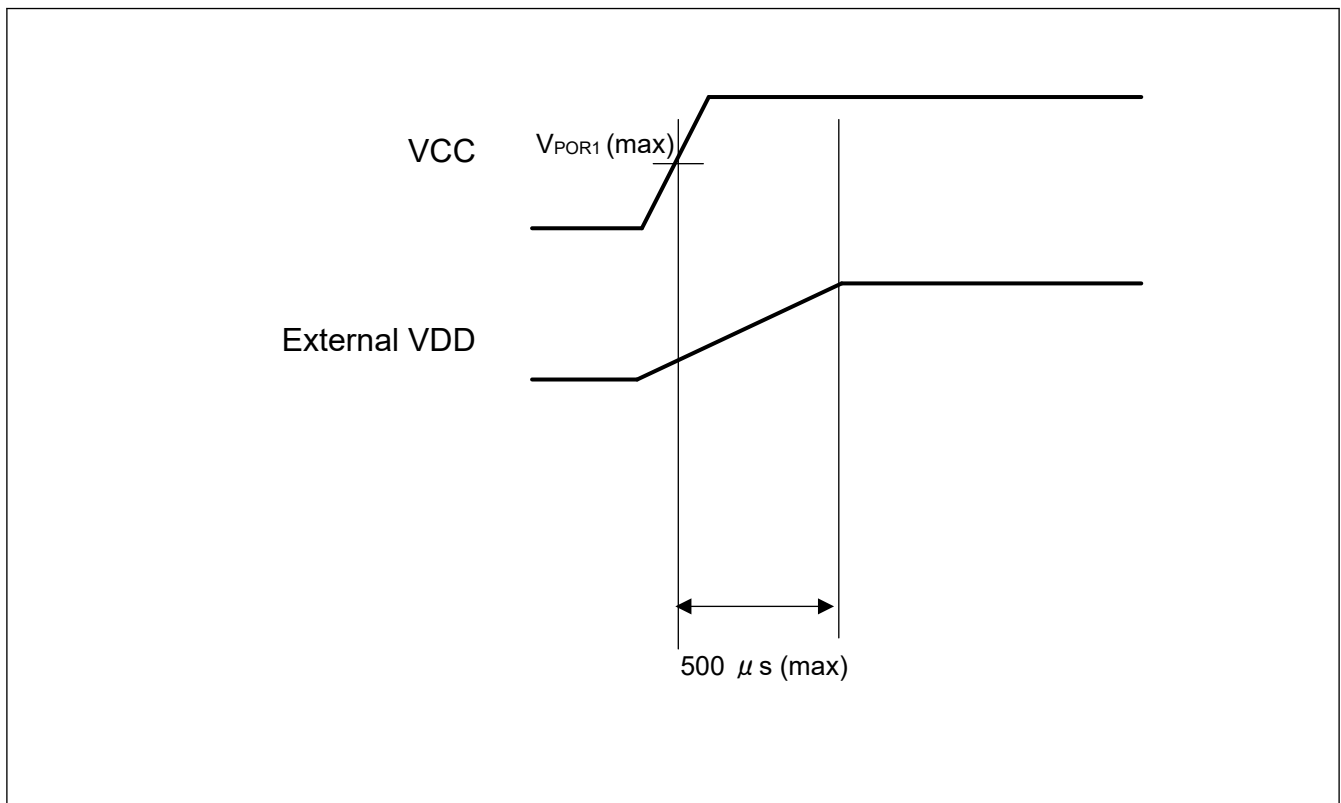 VCC
VPOR1 (max)
External VDD
500 μs (max)